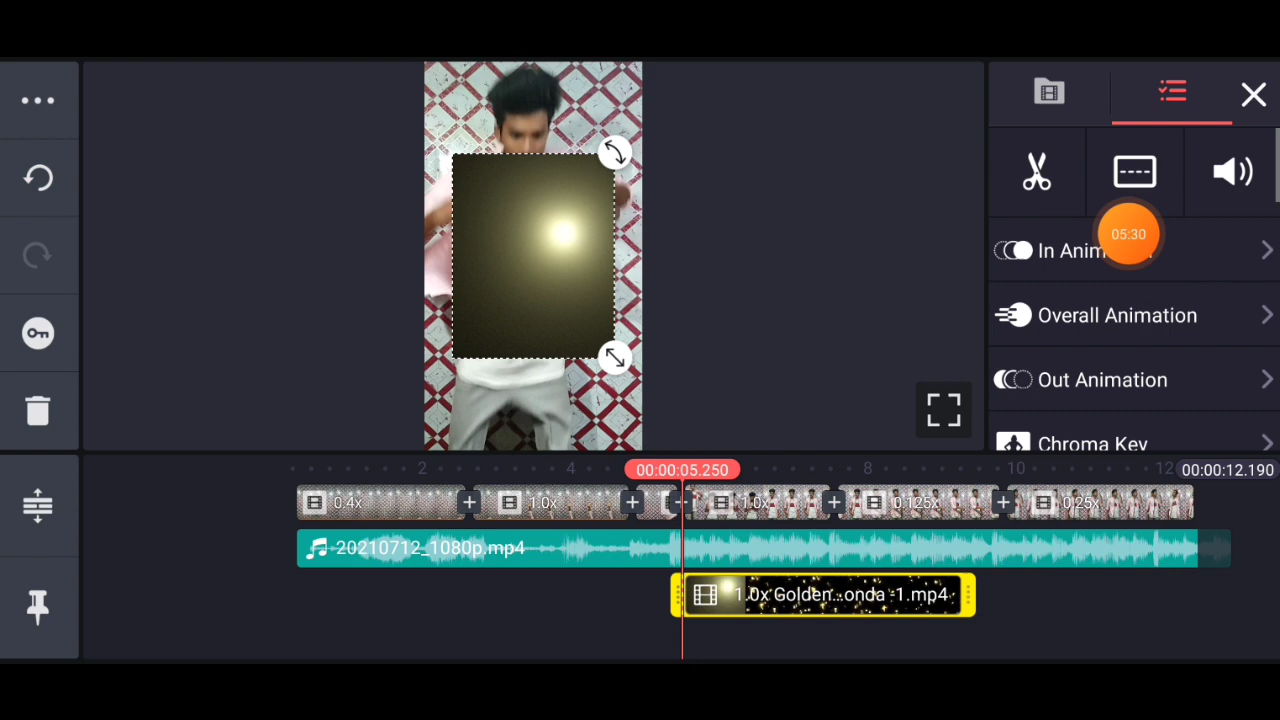 05:30
In Anim
Overall Animation
Out Animation
Chroma Key
2
4
00:00:05.250
8
10
12
00:00:12.190
0.4x
1.0x
1.0x
0.125x
0.25x
20210712_1080p.mp4
1.0x Golden...onda -1.mp4